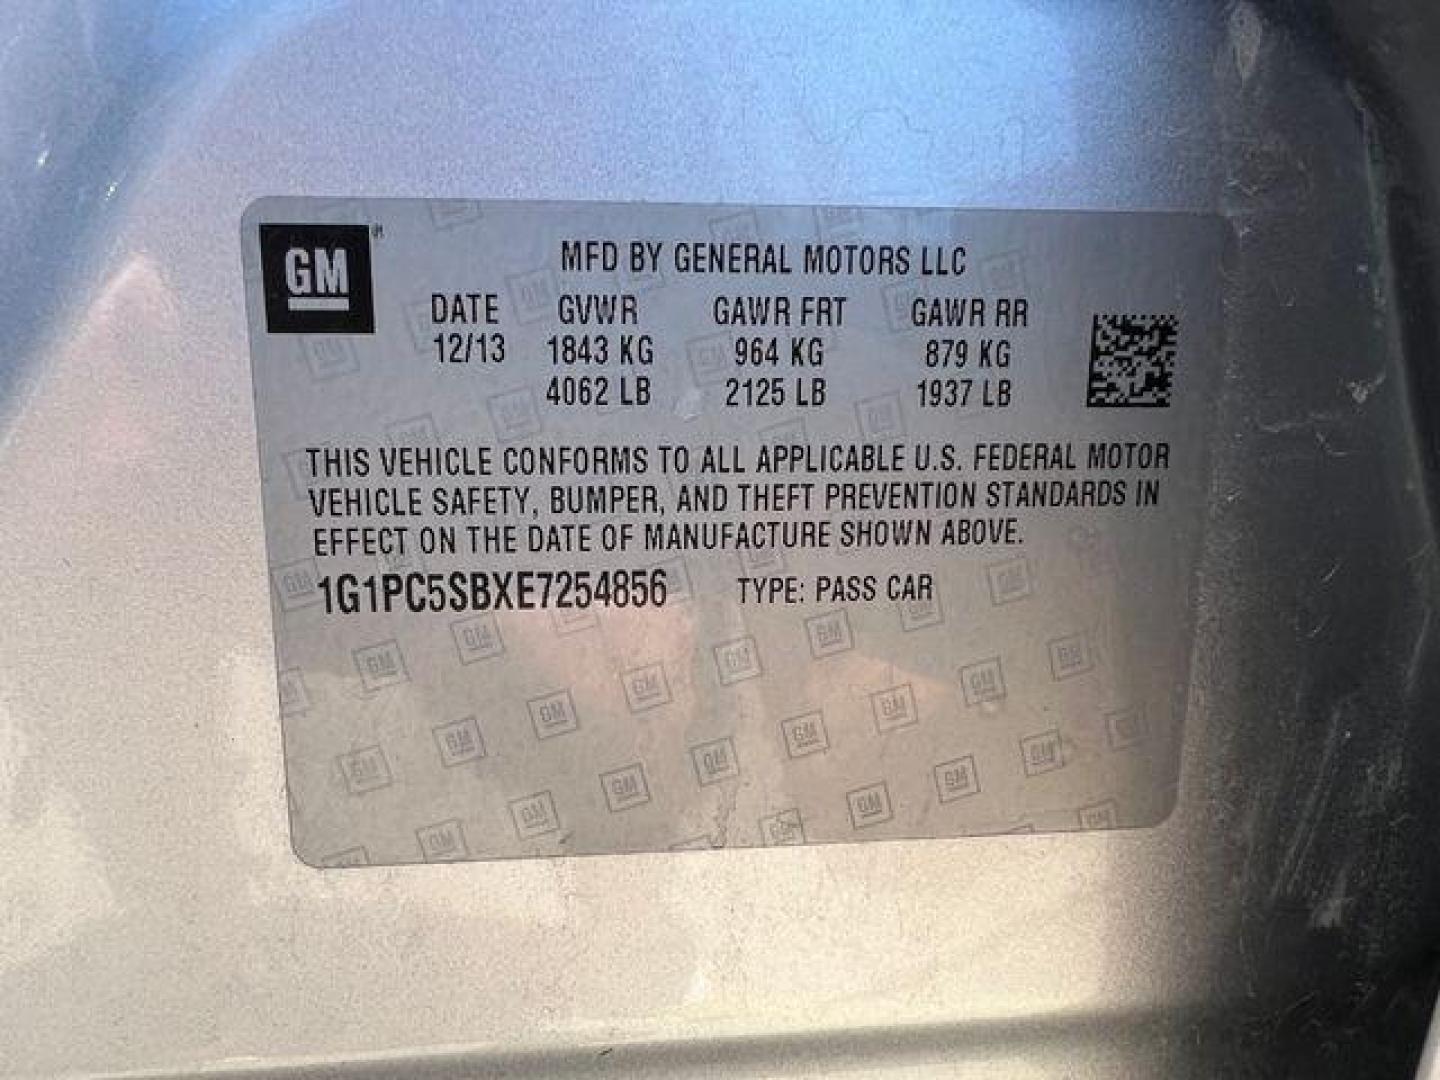 GM
MFD BY GENERAL MOTORS LLC
DATE GVWR GAWR FRT GAWR RR
12/13 1843 KG 964 KG 879 KG
4062 LB 2125 LB 1937 LB
THIS VEHICLE CONFORMS TO ALL APPLICABLE U.S. FEDERAL MOTOR
VEHICLE SAFETY, BUMPER, AND THEFT PREVENTION STANDARDS IN
EFFECT ON THE DATE OF MANUFACTURE SHOWN ABOVE.
1G1PC5SBXE7254856 TYPE: PASS CAR